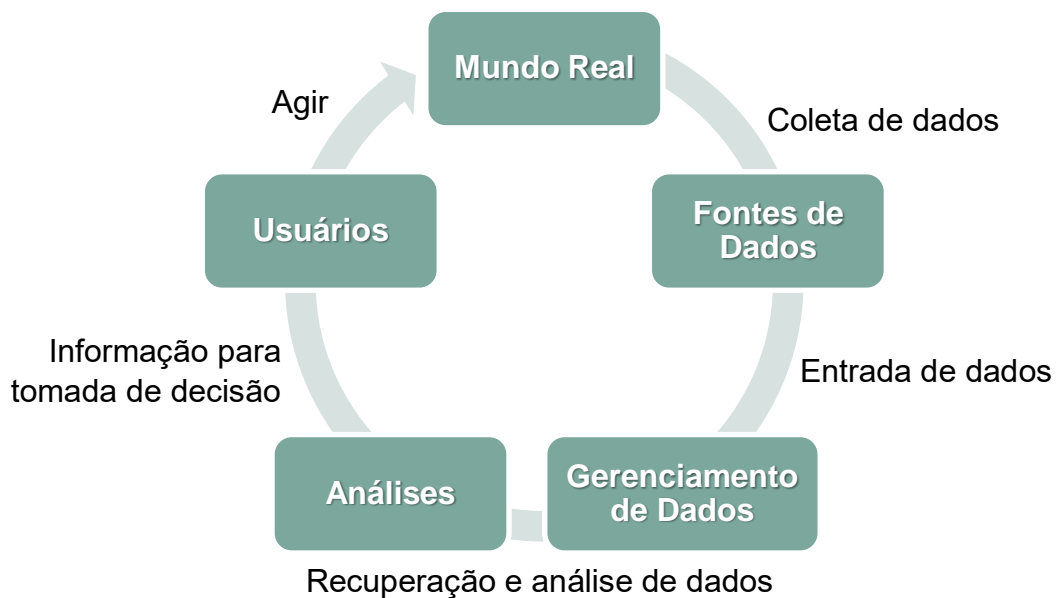 Mundo Real
Agir
Coleta de dados
Usuários
Fontes de
Dados
Informação para
tomada de decisão
Entrada de dados
Análises
Gerenciamento
de Dados
Recuperação e análise de dados